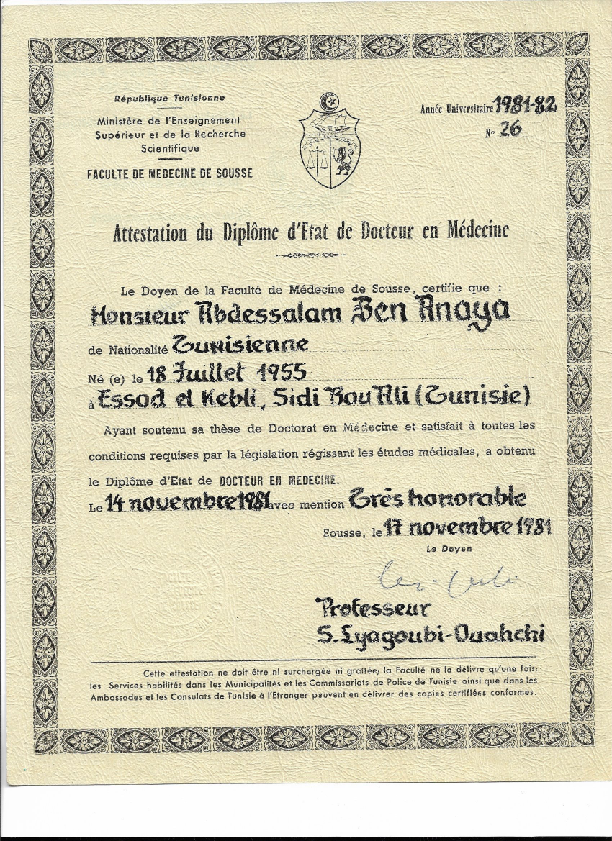 République Tunisienne
Ministère de l'Enseignement
Supérieur et de la Recherche
Scientifique
FACULTE DE MEDECINE DE SOUSSE
Année Universitaire 1981-82
N° 26
Attestation du Diplôme d'Etat de Docteur en Médecine
Le Doyen de la Faculté de Médecine de Sousse, certifie que :
Monsieur Abdessalam Ben Anaya
de Nationalité Tunisienne
Né (e) le 18 Juillet 1955
à Essod el Kebli, Sidi Bou Ali (Tunisie)
Ayant soutenu sa thèse de Doctorat en Médecine et satisfait à toutes les
conditions requises par la législation régissant les études médicales, a obtenu
le Diplôme d'Etat de DOCTEUR EN MEDECINE.
Le 14 novembre 1981 avec mention Très honorable
Sousse, le 17 novembre 1981
Le Doyen
Professeur
S. Lyagoubi-Ouahchi
Cette attestation ne doit être ni surchargée ni grattée, la Faculté ne la délivre qu'une fois
les Services habilités dans les Municipalités et les Commissariats de Police de Tunisie ainsi que dans les
Ambassades et les Consulats de Tunisie à l'Etranger peuvent en délivrer des copies certifiées conformes.